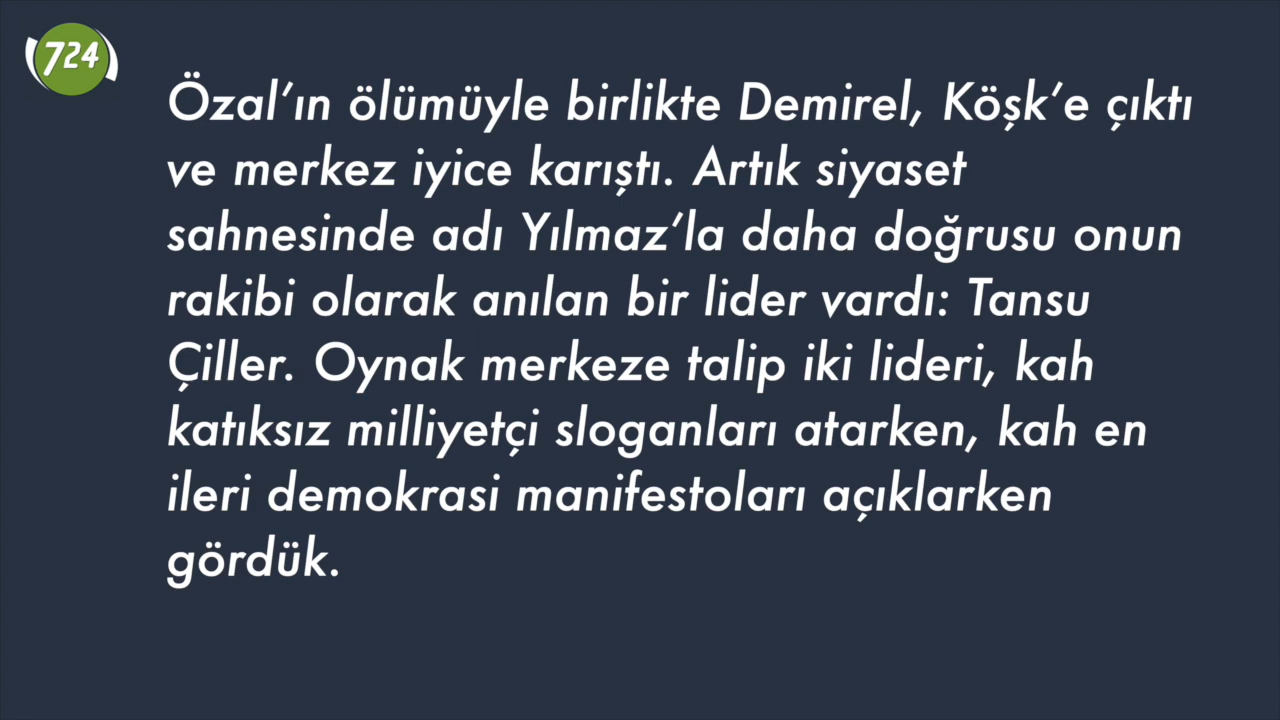 724
Özal’ın ölümüyle birlikte Demirel, Köşk’e çıktı
ve merkez iyice karıştı. Artık siyaset
sahnesinde adı Yılmaz’la daha doğrusu onun
rakibi olarak anılan bir lider vardı: Tansu
Çiller. Oynak merkeze talip iki lideri, kah
katıksız milliyetçi sloganları atarken, kah en
ileri demokrasi manifestoları açıklarken
gördük.